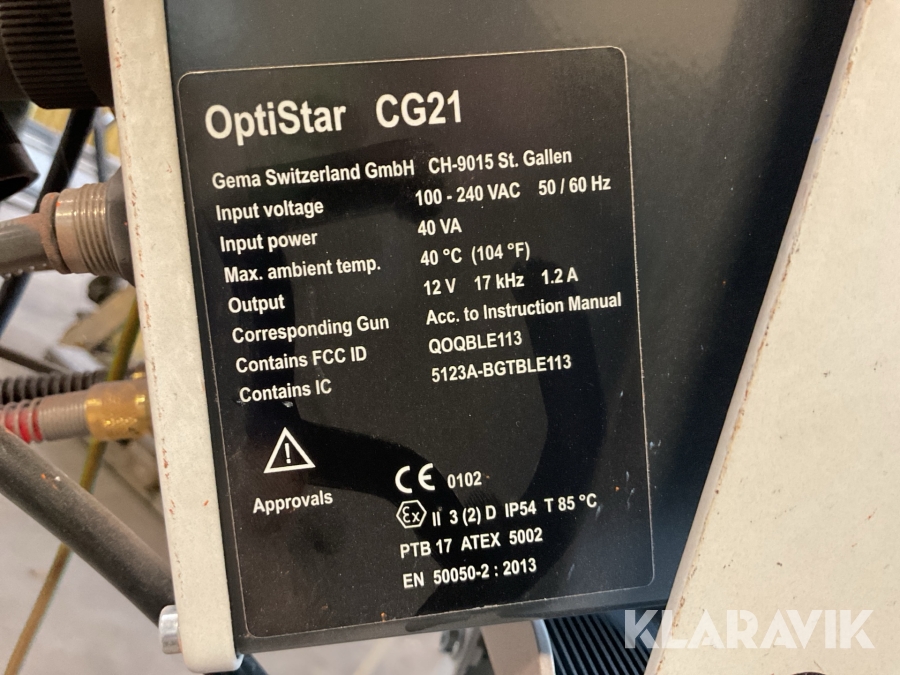 OptiStar CG21
Gema Switzerland GmbH CH-9015 St. Gallen
Input voltage 100 - 240 VAC 50 / 60 Hz
Input power 40 VA
Max. ambient temp. 40 °C (104 °F)
Output 12 V 17 kHz 1.2 A
Corresponding Gun Acc. to Instruction Manual
Contains FCC ID QOQBLE113
Contains IC 5123A-BGTBLE113
Approvals CE 0102
Ex II 3 (2) D IP54 T 85 °C
PTB 17 ATEX 5002
EN 50050-2 : 2013
KLARAVIK